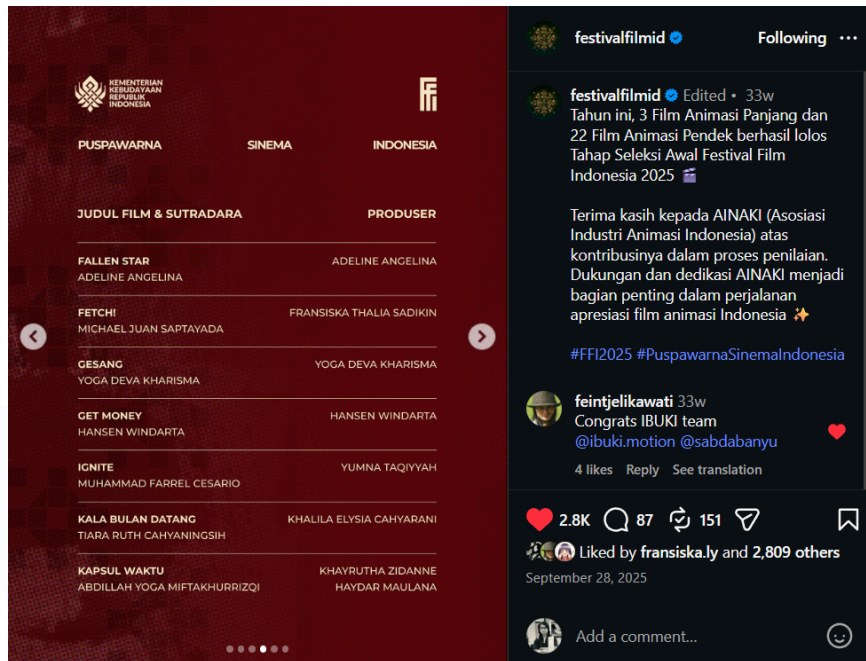 KEMENTERIAN
KEBUDAYAAN
REPUBLIK
INDONESIA
FFI
PUSPAWARNA SINEMA INDONESIA
JUDUL FILM & SUTRADARA PRODUSER
FALLEN STAR ADELINE ANGELINA
ADELINE ANGELINA
FETCH! FRANSISKA THALIA SADIKIN
MICHAEL JUAN SAPTAYADA
GESANG YOGA DEVA KHARISMA
YOGA DEVA KHARISMA
GET MONEY HANSEN WINDARTA
HANSEN WINDARTA
IGNITE YUMNA TAQIYYAH
MUHAMMAD FARREL CESARIO
KALA BULAN DATANG KHALILA ELYSIA CAHYARANI
TIARA RUTH CAHYANINGSIH
KAPSUL WAKTU KHAYRUTHA ZIDANNE
ABDILLAH YOGA MIFTAKHURRIZQI HAYDAR MAULANA
festivalfilmid Following
festivalfilmid Edited • 33w
Tahun ini, 3 Film Animasi Panjang dan
22 Film Animasi Pendek berhasil lolos
Tahap Seleksi Awal Festival Film
Indonesia 2025 🎬
Terima kasih kepada AINAKI (Asosiasi
Industri Animasi Indonesia) atas
kontribusinya dalam proses penilaian.
Dukungan dan dedikasi AINAKI menjadi
bagian penting dalam perjalanan
apresiasi film animasi Indonesia ✨
#FFI2025 #PuspawarnaSinemaIndonesia
feintjelikawati 33w
Congrats IBUKI team
@ibuki.motion @sabdabanyu
4 likes Reply See translation
2.8K 87 151
Liked by fransiska.ly and 2,809 others
September 28, 2025
Add a comment...